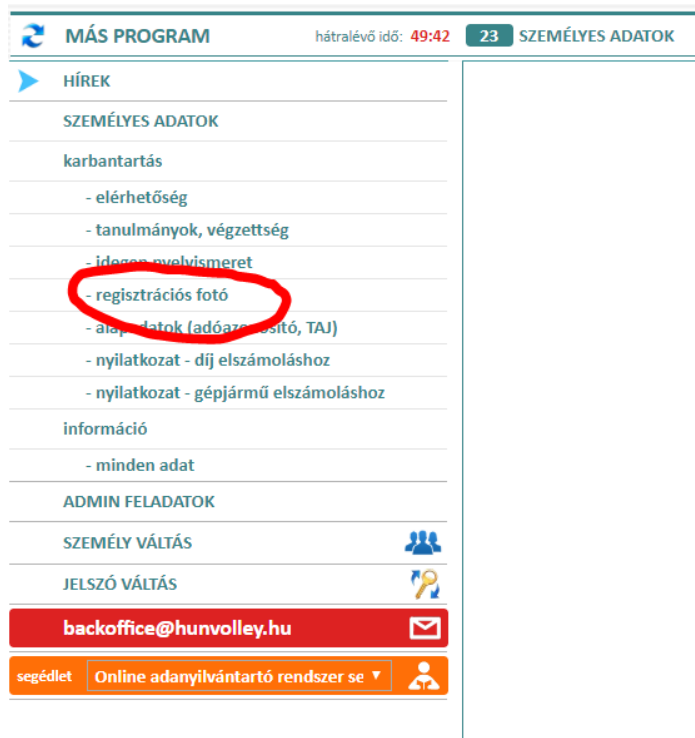 MÁS PROGRAM hátralévő idő: 49:42 23 SZEMÉLYES ADATOK
HÍREK
SZEMÉLYES ADATOK
karbantartás
- elérhetőség
- tanulmányok, végzettség
- idegen nyelvismeret
- regisztrációs fotó
- alapadatok (adóazonosító, TAJ)
- nyilatkozat - díj elszámoláshoz
- nyilatkozat - gépjármű elszámoláshoz
információ
- minden adat
ADMIN FELADATOK
SZEMÉLY VÁLTÁS
JELSZÓ VÁLTÁS
backoffice@hunvolley.hu
segédlet Online adanyilvántartó rendszer se